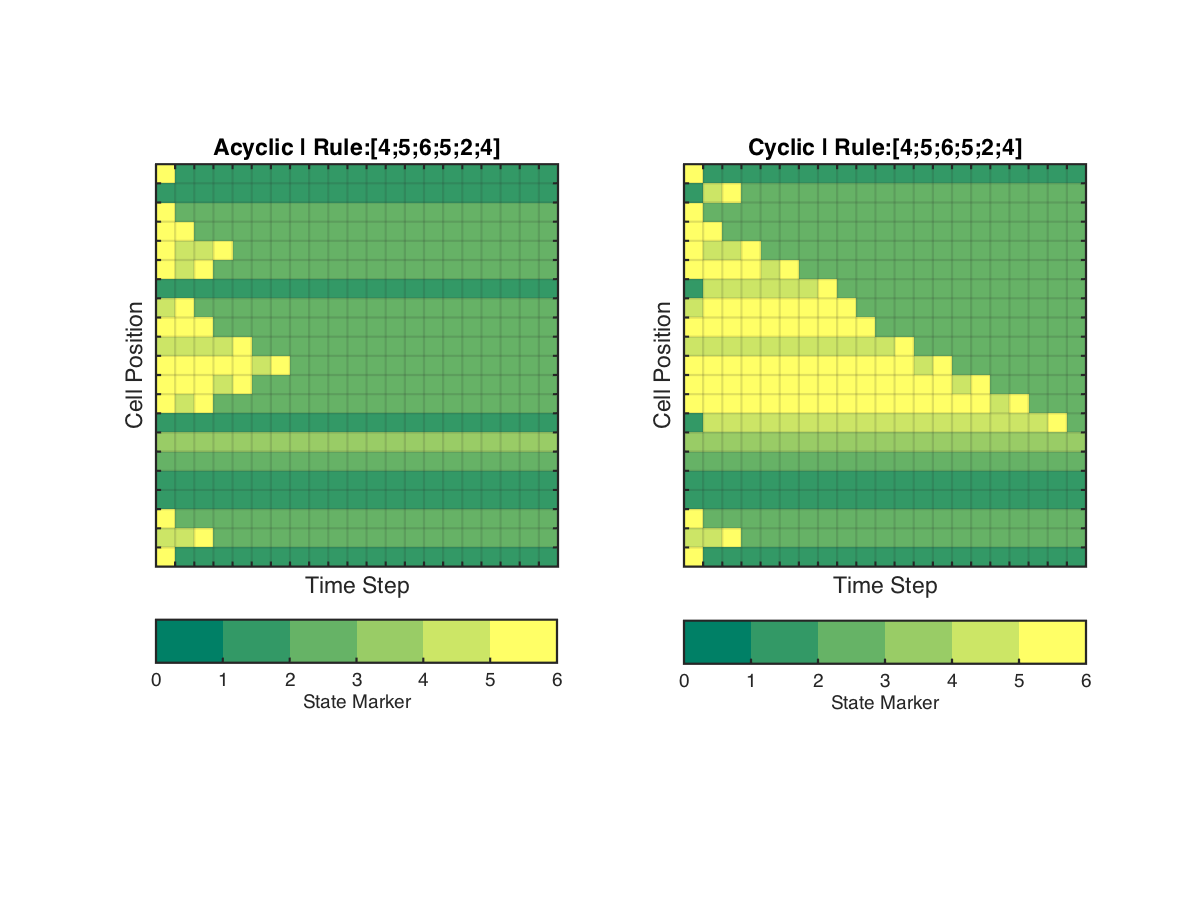 Acyclic | Rule:[4;5;6;5;2;4]
Cell Position
Time Step
0 1 2 3 4 5 6
State Marker
Cyclic | Rule:[4;5;6;5;2;4]
Cell Position
Time Step
0 1 2 3 4 5 6
State Marker